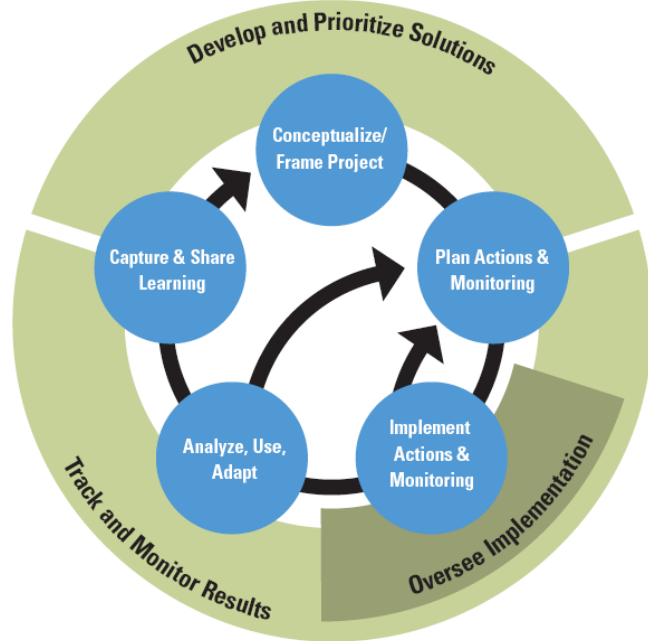 Develop and Prioritize Solutions
Conceptualize/
Frame Project
Capture & Share
Learning
Plan Actions &
Monitoring
Analyze, Use,
Adapt
Implement
Actions &
Monitoring
Track and Monitor Results
Oversee Implementation